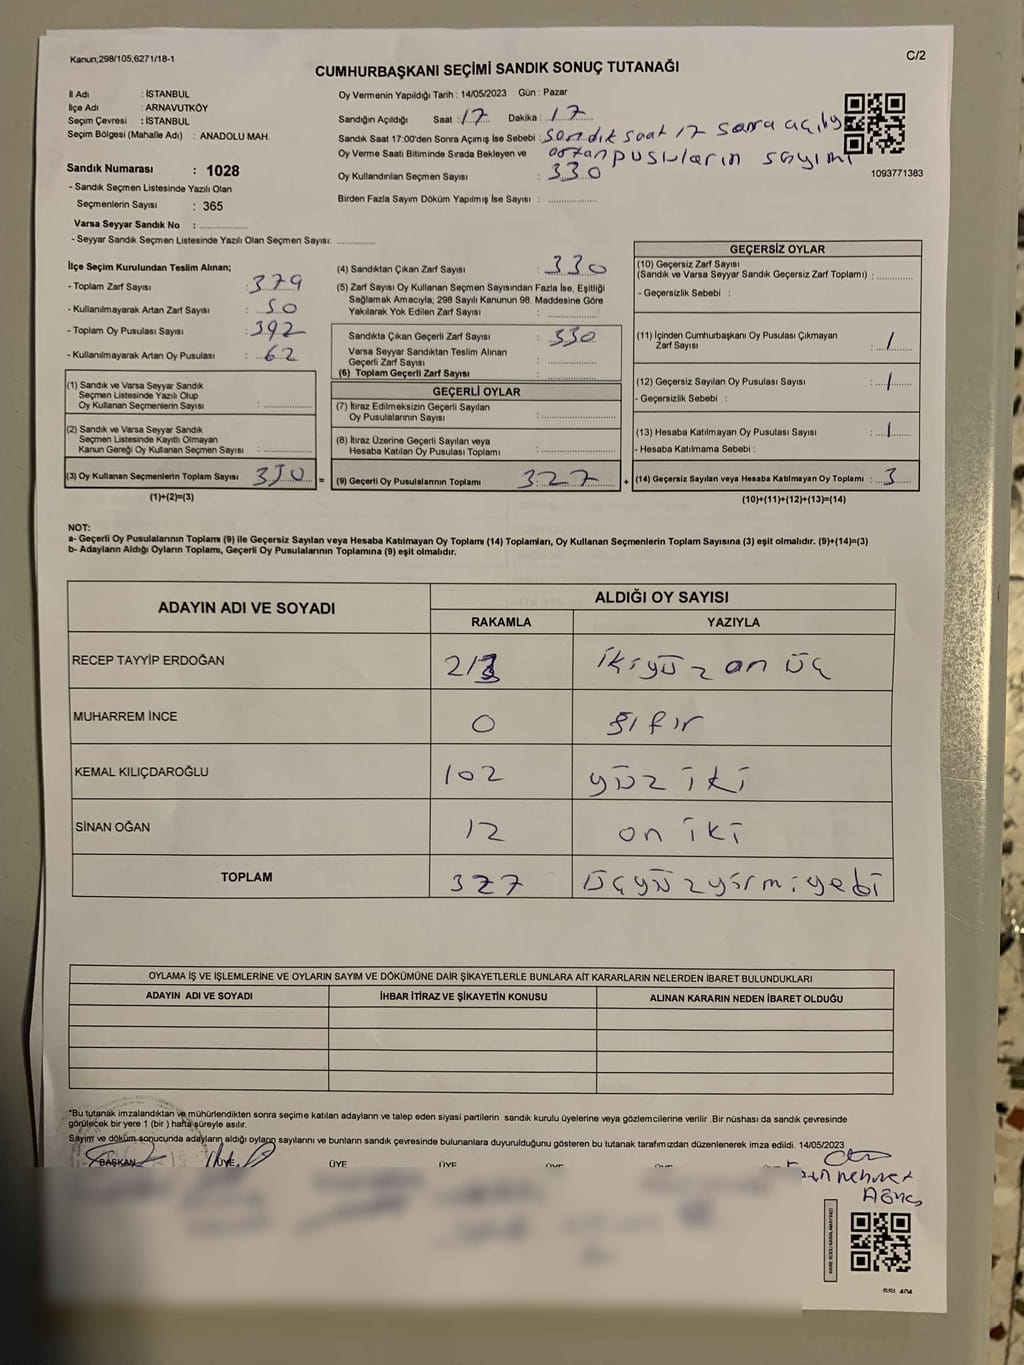 Kanun;298/105,6271/18-1
C/2
CUMHURBAŞKANI SEÇİMİ SANDIK SONUÇ TUTANAĞI
İl Adı : İSTANBUL
İlçe Adı : ARNAVUTKÖY
Seçim Çevresi : İSTANBUL
Seçim Bölgesi (Mahalle Adı) : ANADOLU MAH.
Sandık Numarası : 1028
- Sandık Seçmen Listesinde Yazılı Olan
Seçmenlerin Sayısı : 365
Varsa Seyyar Sandık No : ..............
- Seyyar Sandık Seçmen Listesinde Yazılı Olan Seçmen Sayısı: ............
Oy Vermenin Yapıldığı Tarih : 14/05/2023 Gün : Pazar
Sandığın Açıldığı Saat : 17 Dakika : 17
Sandık Saat 17:00'den Sonra Açımış İse Sebebi : sandık saat 17 sonra açılıp
Oy Verme Saati Bitiminde Sırada Bekleyen ve artan pusuların sayımı
Oy Kullandırılan Seçmen Sayısı : 330
Birden Fazla Sayım Döküm Yapılmış İse Sayısı : ..............
1093771383
İlçe Seçim Kurulundan Teslim Alınan;
- Toplam Zarf Sayısı : 379
- Kullanılmayarak Artan Zarf Sayısı : 50
- Toplam Oy Pusulası Sayısı : 392
- Kullanılmayarak Artan Oy Pusulası : 62
(1) Sandık ve Varsa Seyyar Sandık
Seçmen Listesinde Yazılı Olup
Oy Kullanan Seçmenlerin Sayısı : ..............
(2) Sandık ve Varsa Seyyar Sandık
Seçmen Listesinde Kayıtlı Olmayan
Kanun Gereği Oy Kullanan Seçmen Sayısı : ..............
(3) Oy Kullanan Seçmenlerin Toplam Sayısı 330 =
(1)+(2)=(3)
(4) Sandıktan Çıkan Zarf Sayısı : 330
(5) Zarf Sayısı Oy Kullanan Seçmen Sayısından Fazla İse, Eşitliği
Sağlamak Amacıyla; 298 Sayılı Kanunun 98. Maddesine Göre
Yakılarak Yok Edilen Zarf Sayısı : ..............
Sandıkta Çıkan Geçerli Zarf Sayısı : 330
Varsa Seyyar Sandıktan Teslim Alınan
Geçerli Zarf Sayısı : ..............
(6) Toplam Geçerli Zarf Sayısı : ..............
GEÇERLİ OYLAR
(7) İtiraz Edilmeksizin Geçerli Sayılan
Oy Pusulalarının Sayısı : ..............
(8) İtiraz Üzerine Geçerli Sayılan veya
Hesaba Katılan Oy Pusulası Toplamı : ..............
(9) Geçerli Oy Pusulalarının Toplamı 327 +
GEÇERSİZ OYLAR
(10) Geçersiz Zarf Sayısı
(Sandık ve Varsa Seyyar Sandık Geçersiz Zarf Toplamı) : ..........
- Geçersizlik Sebebi :
(11) İçinden Cumhurbaşkanı Oy Pusulası Çıkmayan
Zarf Sayısı : 1
(12) Geçersiz Sayılan Oy Pusulası Sayısı : 1
- Geçersizlik Sebebi :
(13) Hesaba Katılmayan Oy Pusulası Sayısı : 1
- Hesaba Katılmama Sebebi :
(14) Geçersiz Sayılan veya Hesaba Katılmayan Oy Toplamı : 3
(10)+(11)+(12)+(13)=(14)
NOT:
a- Geçerli Oy Pusulalarının Toplamı (9) ile Geçersiz Sayılan veya Hesaba Katılmayan Oy Toplamı (14) Toplamları, Oy Kullanan Seçmenlerin Toplam Sayısına (3) eşit olmalıdır. (9)+(14)=(3)
b- Adayların Aldığı Oyların Toplamı, Geçerli Oy Pusulalarının Toplamına (9) eşit olmalıdır.
ADAYIN ADI VE SOYADI
ALDIĞI OY SAYISI
RAKAMLA YAZIYLA
RECEP TAYYİP ERDOĞAN 213 ikiyüz on üç
MUHARREM İNCE 0 sıfır
KEMAL KILIÇDAROĞLU 102 yüz iki
SİNAN OĞAN 12 on iki
TOPLAM 327 üçyüzyirmiyedi
OYLAMA İŞ VE İŞLEMLERİNE VE OYLARIN SAYIM VE DÖKÜMÜNE DAİR ŞİKAYETLERLE BUNLARA AİT KARARLARIN NELERDEN İBARET BULUNDUKLARI
ADAYIN ADI VE SOYADI İHBAR İTİRAZ VE ŞİKAYETİN KONUSU ALINAN KARARIN NEDEN İBARET OLDUĞU
*Bu tutanak imzalandıktan ve mühürlendikten sonra seçime katılan adayların ve talep eden siyasi partilerin sandık kurulu üyelerine veya gözlemcilerine verilir .Bir nüshası da sandık çevresinde
görülecek bir yere 1 (bir ) hafta süreyle asılır.
Sayım ve döküm sonucunda adayların aldığı oyların sayılarını ve bunların sandık çevresinde bulunanlara duyurulduğunu gösteren bu tutanak tarafımızdan düzenlenerek imza edildi. 14/05/2023
BAŞKAN ÜYE ÜYE ÜYE
Mehmet